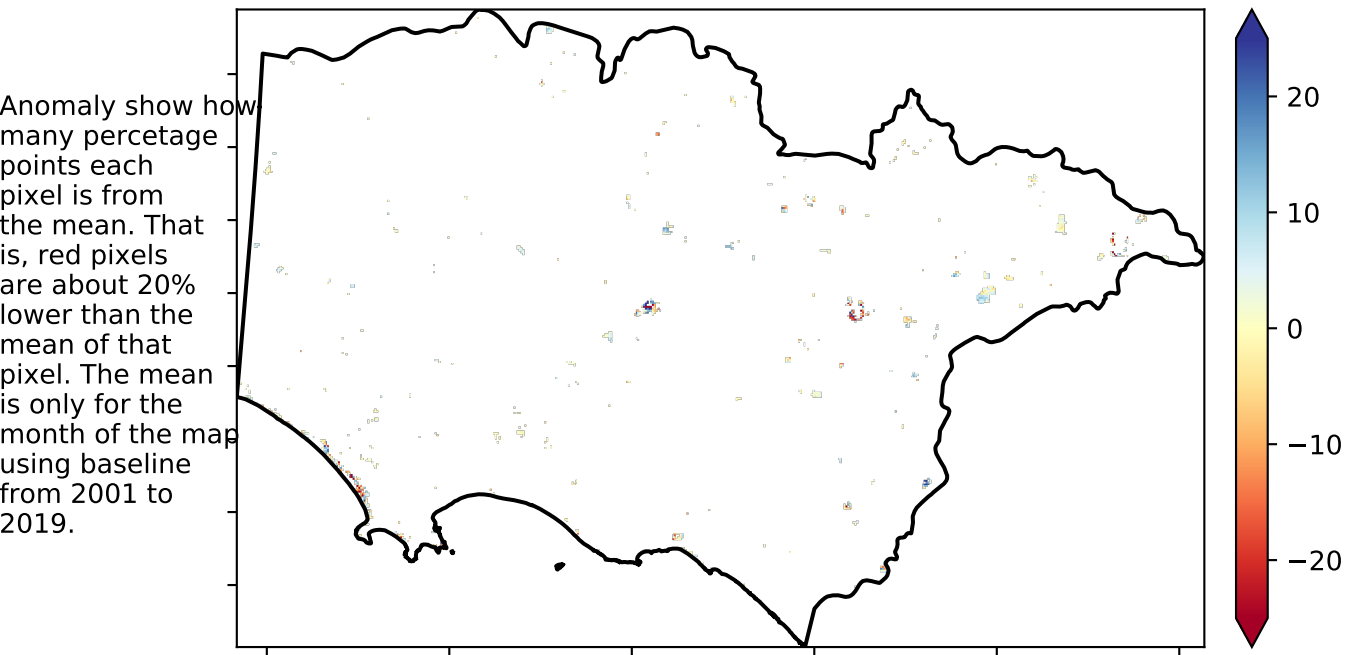 Anomaly show how
many percetage
points each
pixel is from
the mean. That
is, red pixels
are about 20%
lower than the
mean of that
pixel. The mean
is only for the
month of the map
using baseline
from 2001 to
2019.
20
10
0
−10
−20